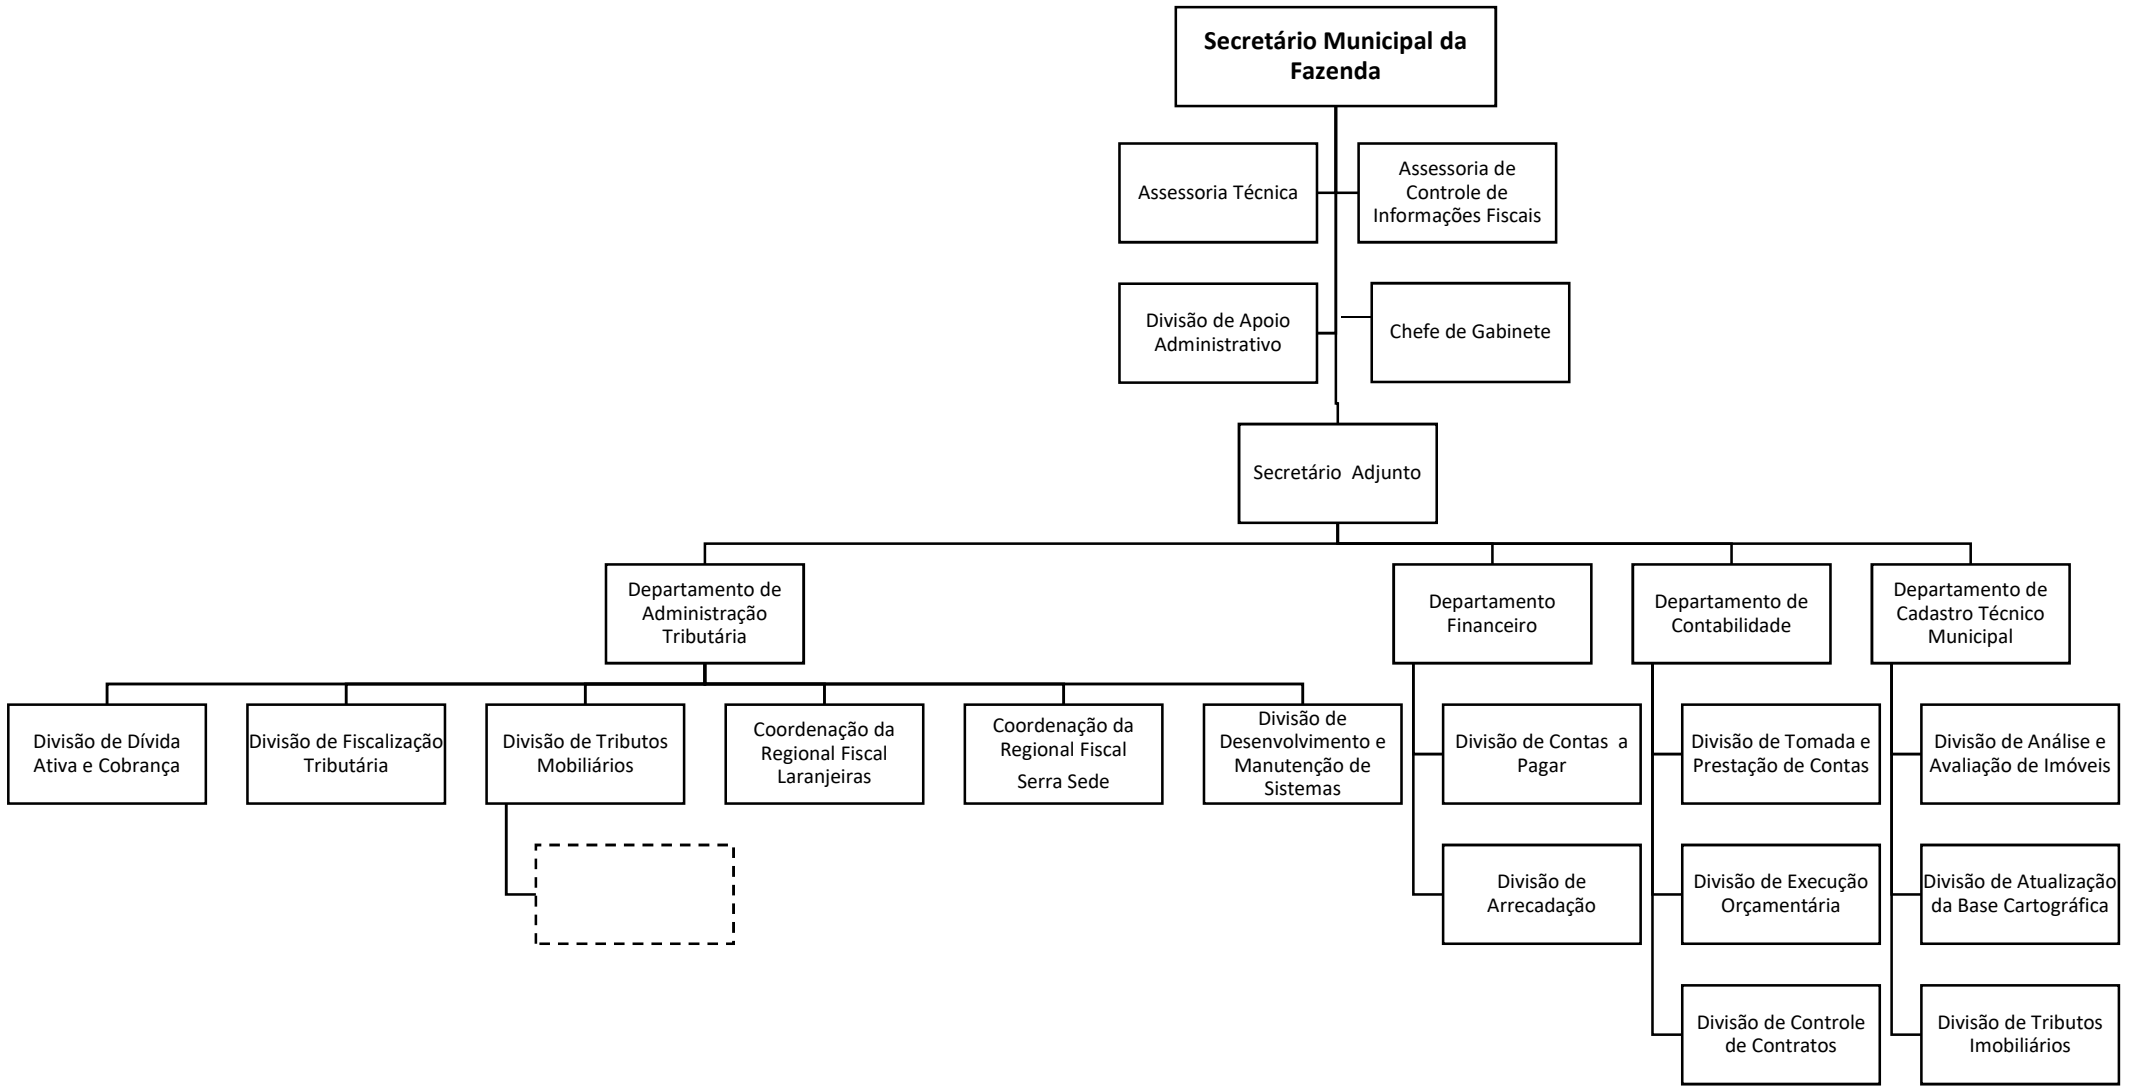 Secretário Municipal da
Fazenda
Assessoria Técnica
Assessoria de
Controle de
Informações Fiscais
Divisão de Apoio
Administrativo
Chefe de Gabinete
Secretário  Adjunto
Departamento de
Administração
Tributária
Departamento
Financeiro
Departamento de
Contabilidade
Departamento de
Cadastro Técnico
Municipal
Divisão de Dívida
Ativa e Cobrança
Divisão de Fiscalização
Tributária
Divisão de Tributos
Mobiliários
Coordenação da
Regional Fiscal
Laranjeiras
Coordenação da
Regional Fiscal
Serra Sede
Divisão de
Desenvolvimento e
Manutenção de
Sistemas
Divisão de Contas  a
Pagar
Divisão de Tomada e
Prestação de Contas
Divisão de Análise e
Avaliação de Imóveis
Divisão de
Arrecadação
Divisão de Execução
Orçamentária
Divisão de Atualização
da Base Cartográfica
Divisão de Controle
de Contratos
Divisão de Tributos
Imobiliários